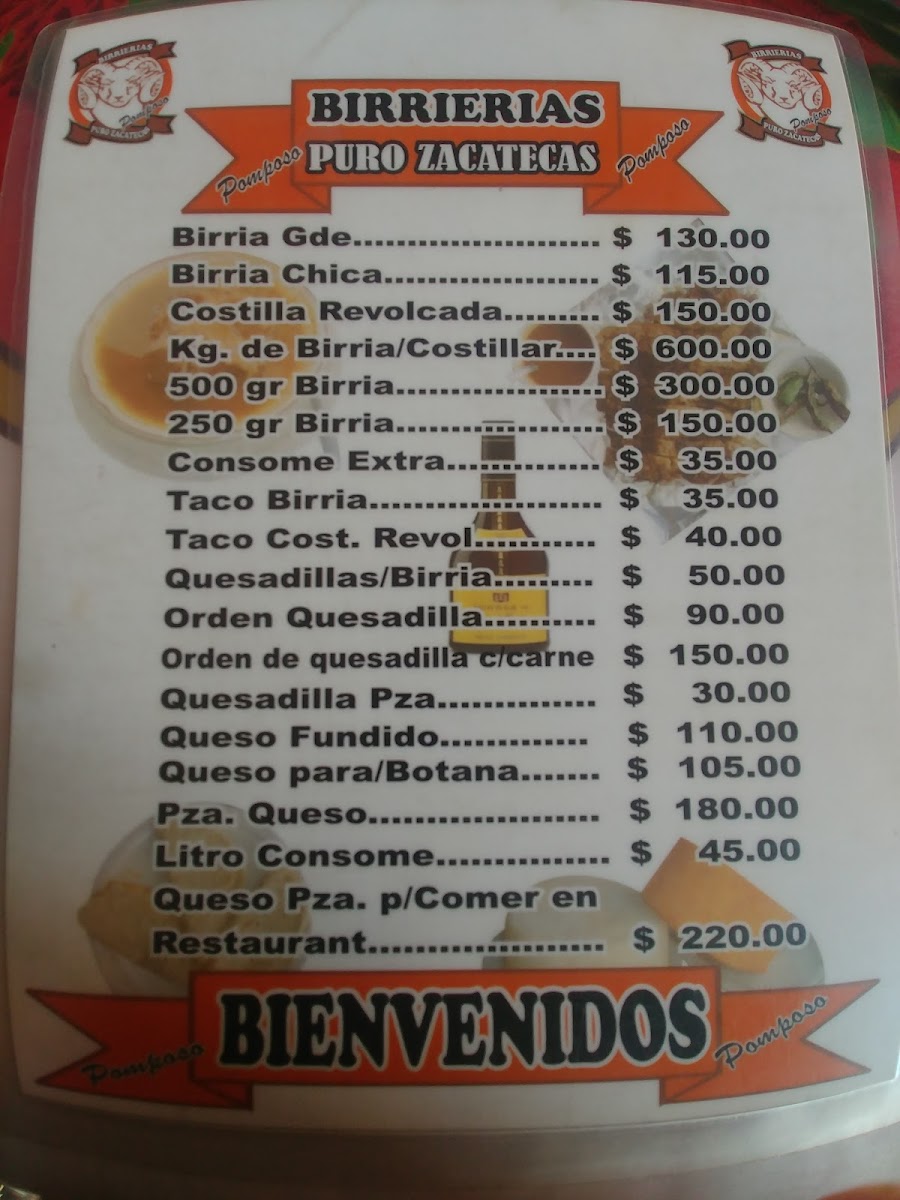 BIRRIERIAS
Pomposo
PURO ZACATECAS
BIRRIERIAS
Pomposo
PURO ZACATECAS
BIRRIERIAS
PURO ZACATECAS
Pomposo
Pomposo
Birria Gde........................... $ 130.00
Birria Chica....................... $ 115.00
Costilla Revolcada.......... $ 150.00
Kg. de Birria/Costillar.... $ 600.00
500 gr Birria...................... $ 300.00
250 gr Birria...................... $ 150.00
Consome Extra............... $ 35.00
Taco Birria......................... $ 35.00
Taco Cost. Revol............ $ 40.00
Quesadillas/Birria.......... $ 50.00
Orden Quesadilla........... $ 90.00
Orden de quesadilla c/carne $ 150.00
Quesadilla Pza............... $ 30.00
Queso Fundido............. $ 110.00
Queso para/Botana....... $ 105.00
Pza. Queso..................... $ 180.00
Litro Consome............... $ 45.00
Queso Pza. p/Comer en
Restaurant..................... $ 220.00
BIENVENIDOS
Pomposo
Pomposo